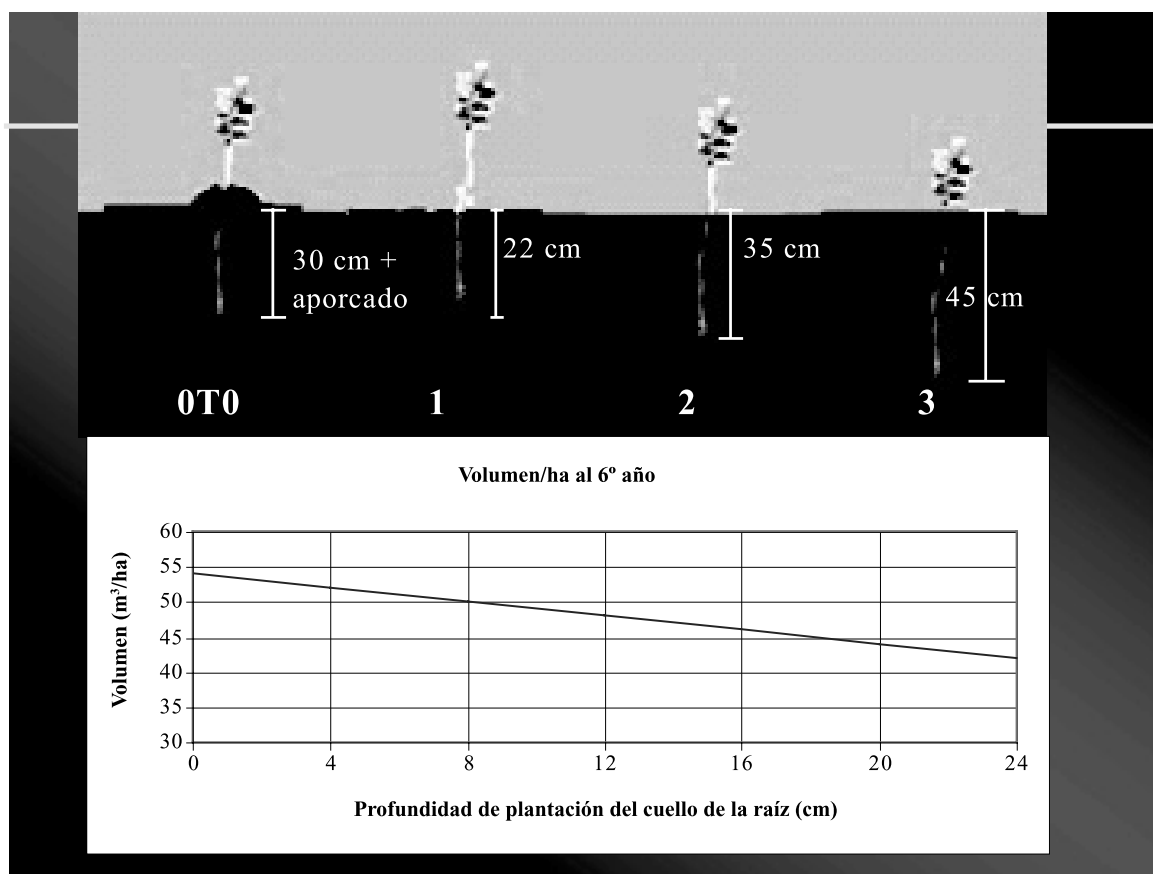 30 cm +
aporcado
22 cm
35 cm
45 cm
0T0
1
2
3
Volumen/ha al 6º año
Volumen (m³/ha)
60
55
50
45
40
35
30
0
4
8
12
16
20
24
Profundidad de plantación del cuello de la raíz (cm)